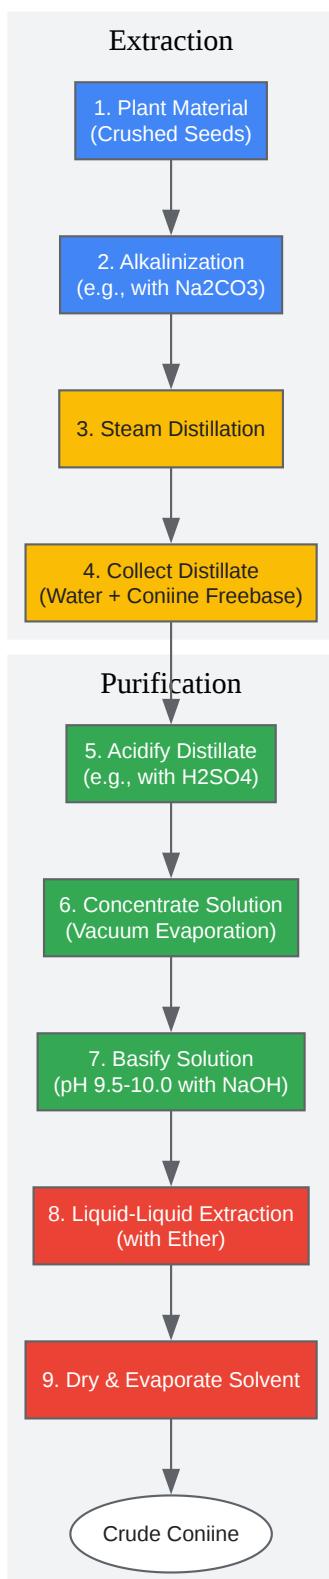 Extraction
1. Plant Material
(Crushed Seeds)
2. Alkalinization
(e.g., with Na2CO3)
3. Steam Distillation
4. Collect Distillate
(Water + Coniine Freebase)
Purification
5. Acidify Distillate
(e.g., with H2SO4)
6. Concentrate Solution
(Vacuum Evaporation)
7. Basify Solution
(pH 9.5-10.0 with NaOH)
8. Liquid-Liquid Extraction
(with Ether)
9. Dry & Evaporate Solvent
Crude Coniine